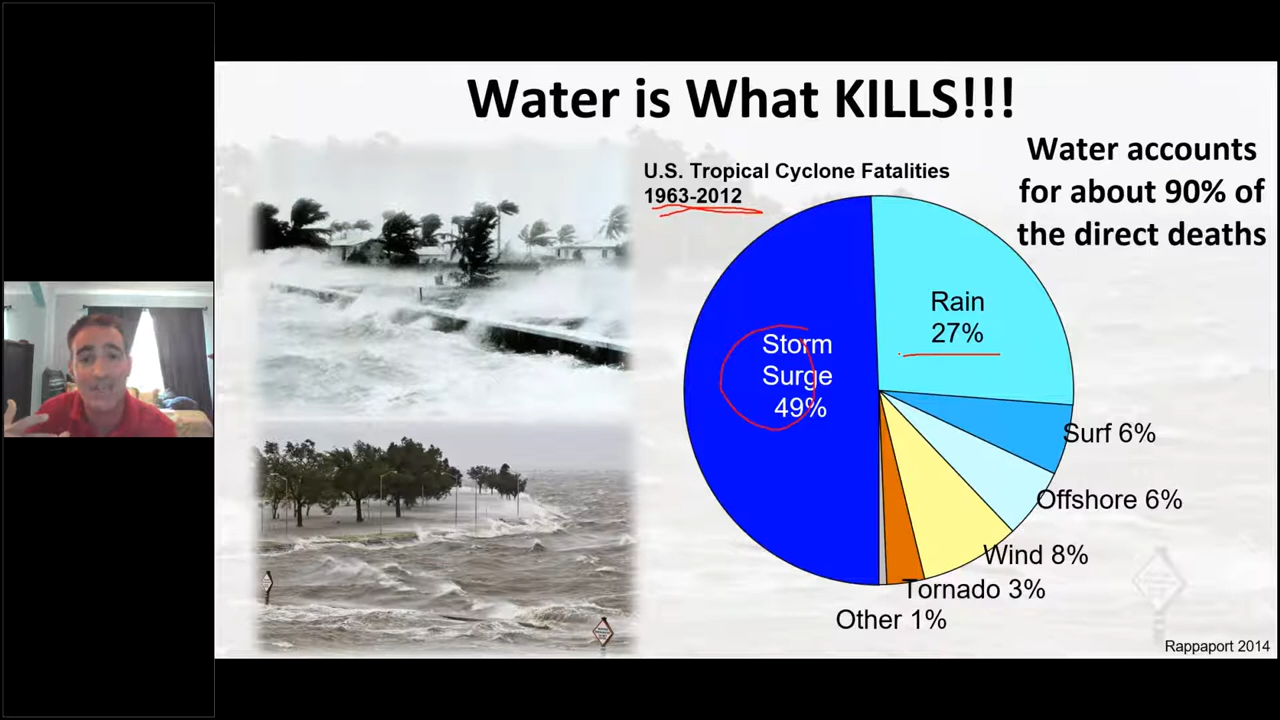 Water is What KILLS!!!
Water accounts
for about 90% of
the direct deaths
U.S. Tropical Cyclone Fatalities
1963-2012
Rain
27%
Storm
Surge
49%
Surf 6%
Offshore 6%
Wind 8%
Tornado 3%
Other 1%
Rappaport 2014